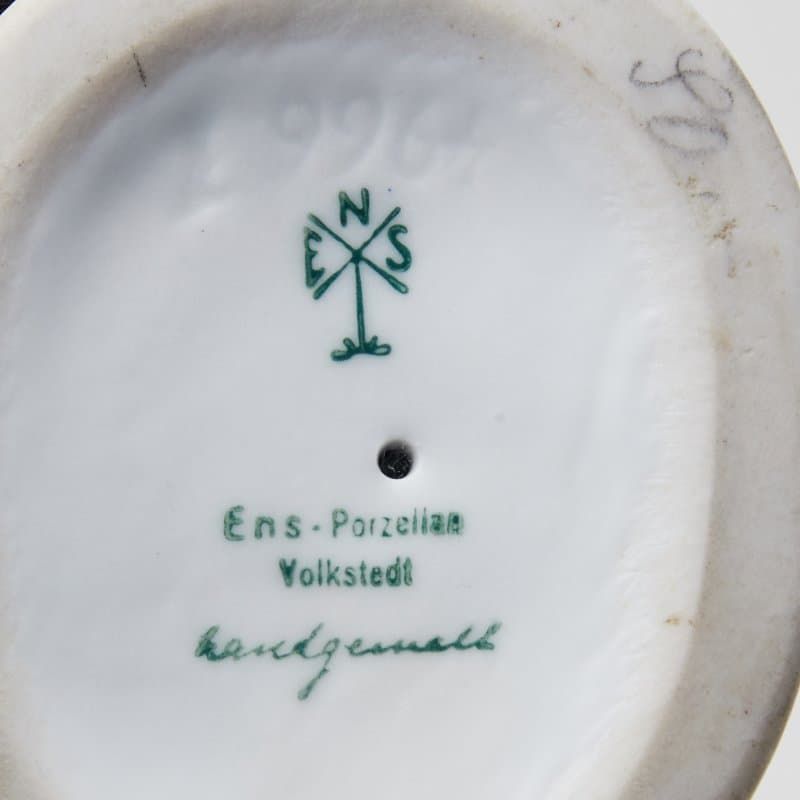 N
E S
Ens-Porzellan
Volkstedt
handgemalt